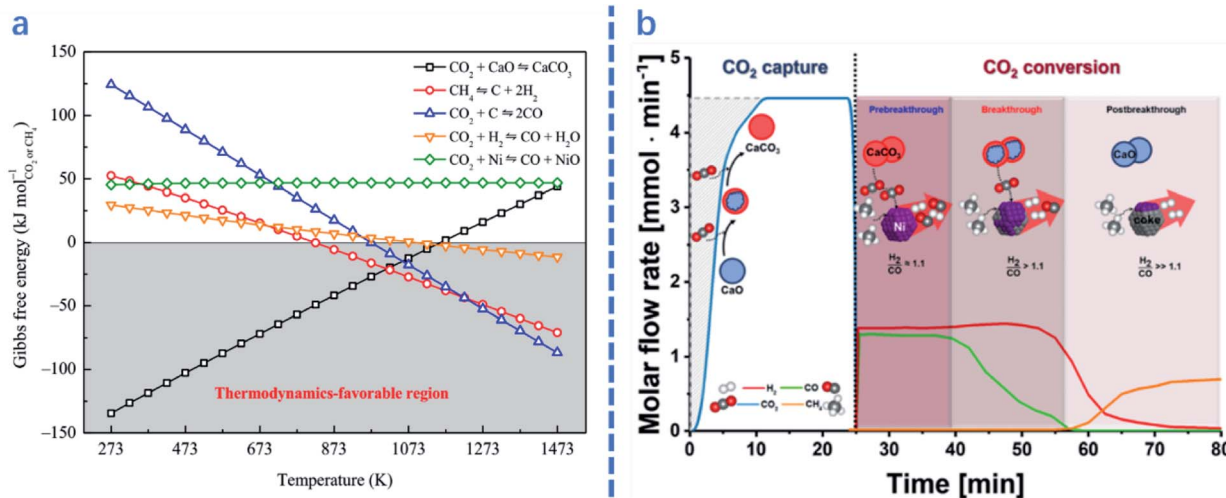 a
150
100
50
0
−50
−100
−150
Gibbs free energy (kJ mol⁻¹CO₂ or CH₄)
CO₂ + CaO ⇋ CaCO₃
CH₄ ⇋ C + 2H₂
CO₂ + C ⇋ 2CO
CO₂ + H₂ ⇋ CO + H₂O
CO₂ + Ni ⇋ CO + NiO
Thermodynamics-favorable region
273 473 673 873 1073 1273 1473
Temperature (K)
b
5
4
3
2
1
0
Molar flow rate [mmol · min⁻¹]
CO₂ capture
CaCO₃
CaO
CO₂ conversion
Prebreakthrough Breakthrough Postbreakthrough
CaCO₃ CaO
Ni coke
H₂/CO ≈ 1.1 H₂/CO > 1.1 H₂/CO >> 1.1
H₂ CO
CO₂ CH₄
0 10 20 30 40 50 60 70 80
Time [min]